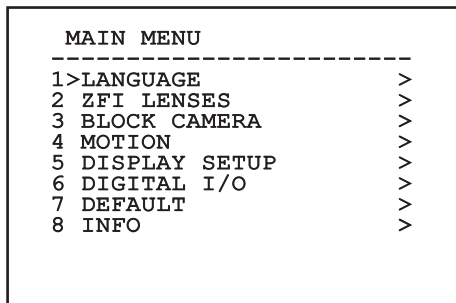 MAIN MENU
--------------------------
1>LANGUAGE >
2 ZFI LENSES >
3 BLOCK CAMERA >
4 MOTION >
5 DISPLAY SETUP >
6 DIGITAL I/O >
7 DEFAULT >
8 INFO >